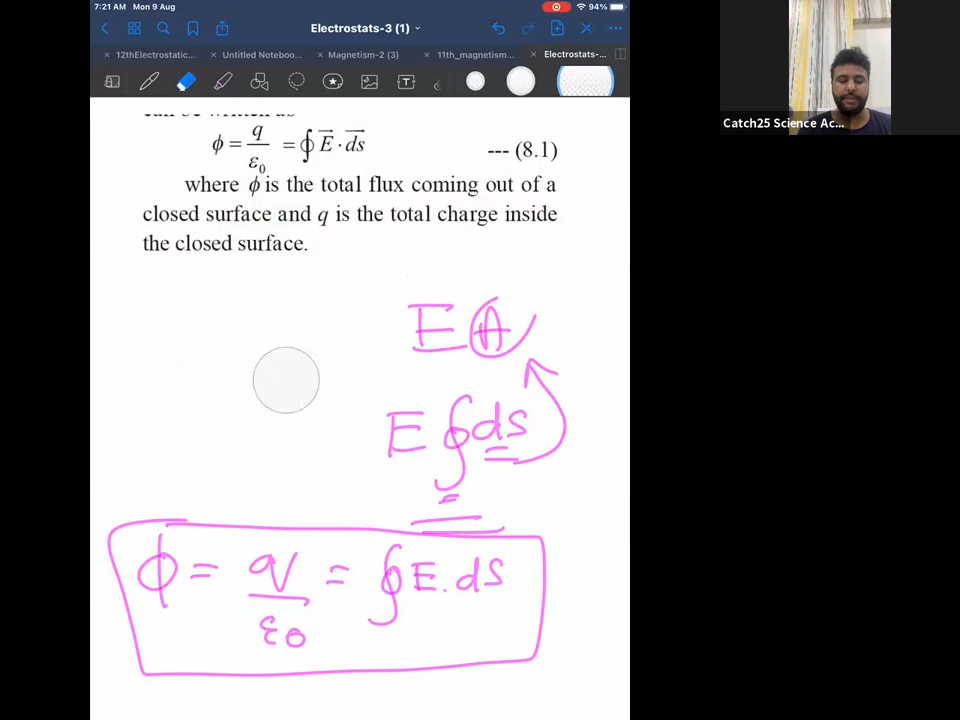 7:21 AM Mon 9 Aug
94%
Electrostats-3 (1)
12thElectrostatic...
Untitled Noteboo...
Magnetism-2 (3)
11th_magnetism...
Electrostats-...
T
φ = q/ε₀ = ∮ E⃗ · ds⃗ --- (8.1)
where ϕ is the total flux coming out of a
closed surface and q is the total charge inside
the closed surface.
EA
E ∮ ds
φ = q/ε₀ = ∮ E. ds
Catch25 Science Ac...